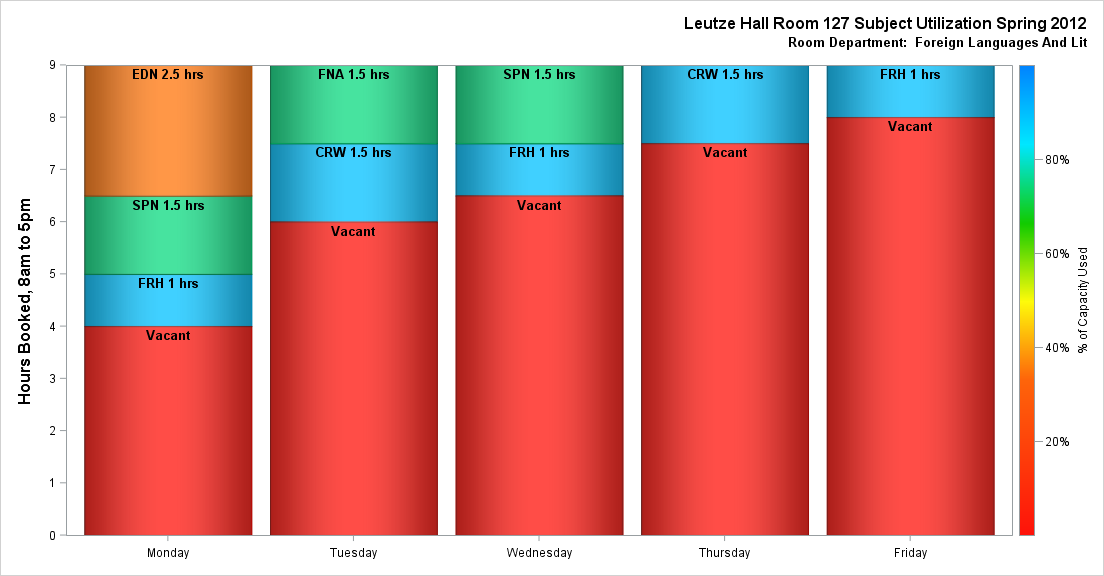 Leutze Hall Room 127 Subject Utilization Spring 2012
Room Department:  Foreign Languages And Lit
Hours Booked, 8am to 5pm
9
8
7
6
5
4
3
2
1
0
EDN 2.5 hrs
SPN 1.5 hrs
FRH 1 hrs
Vacant
FNA 1.5 hrs
CRW 1.5 hrs
Vacant
SPN 1.5 hrs
FRH 1 hrs
Vacant
CRW 1.5 hrs
Vacant
FRH 1 hrs
Vacant
Monday
Tuesday
Wednesday
Thursday
Friday
80%
60%
40%
20%
% of Capacity Used